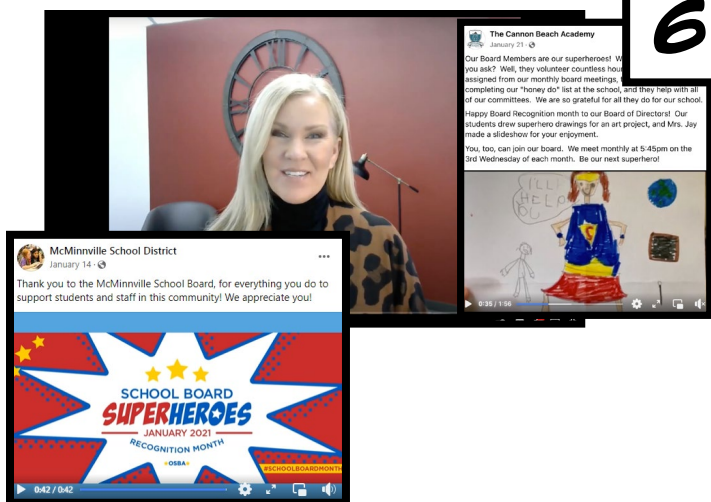 6
The Cannon Beach Academy
January 21 ·
Our Board Members are our superheroes! W
you ask? Well, they volunteer countless hou
assigned from our monthly board meetings, t
completing our "honey do" list at the school, and they help with all
of our committees. We are so grateful for all they do for our school.
Happy Board Recognition month to our Board of Directors! Our
students drew superhero drawings for an art project, and Mrs. Jay
made a slideshow for your enjoyment.
You, too, can join our board. We meet monthly at 5:45pm on the
3rd Wednesday of each month. Be our next superhero!
I'LL
HELP
0:35 / 1:56
McMinnville School District
January 14 ·
Thank you to the McMinnville School Board, for everything you do to
support students and staff in this community! We appreciate you!
SCHOOL BOARD
SUPERHEROES
JANUARY 2021
RECOGNITION MONTH
OSBA
#SCHOOLBOARDMONTH
0:42 / 0:42